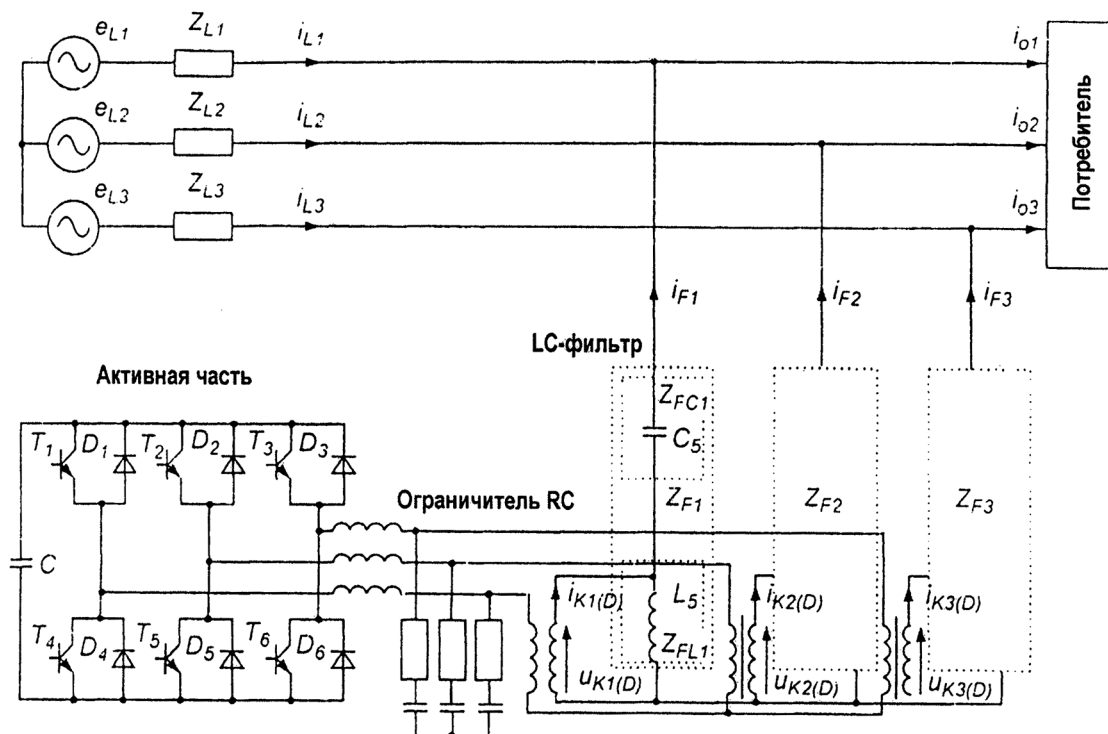 e_L1 Z_L1 i_L1 i_o1
e_L2 Z_L2 i_L2 i_o2
e_L3 Z_L3 i_L3 i_o3
Потребитель
i_F1 i_F2 i_F3
LC-фильтр
Активная часть
Z_FC1
C_5
T_1 D_1 T_2 D_2 T_3 D_3
Ограничитель RC
Z_F1 Z_F2 Z_F3
C
i_K1(D) L_5 i_K2(D) i_K3(D)
T_4 D_4 T_5 D_5 T_6 D_6
Z_FL1
u_K1(D) u_K2(D) u_K3(D)